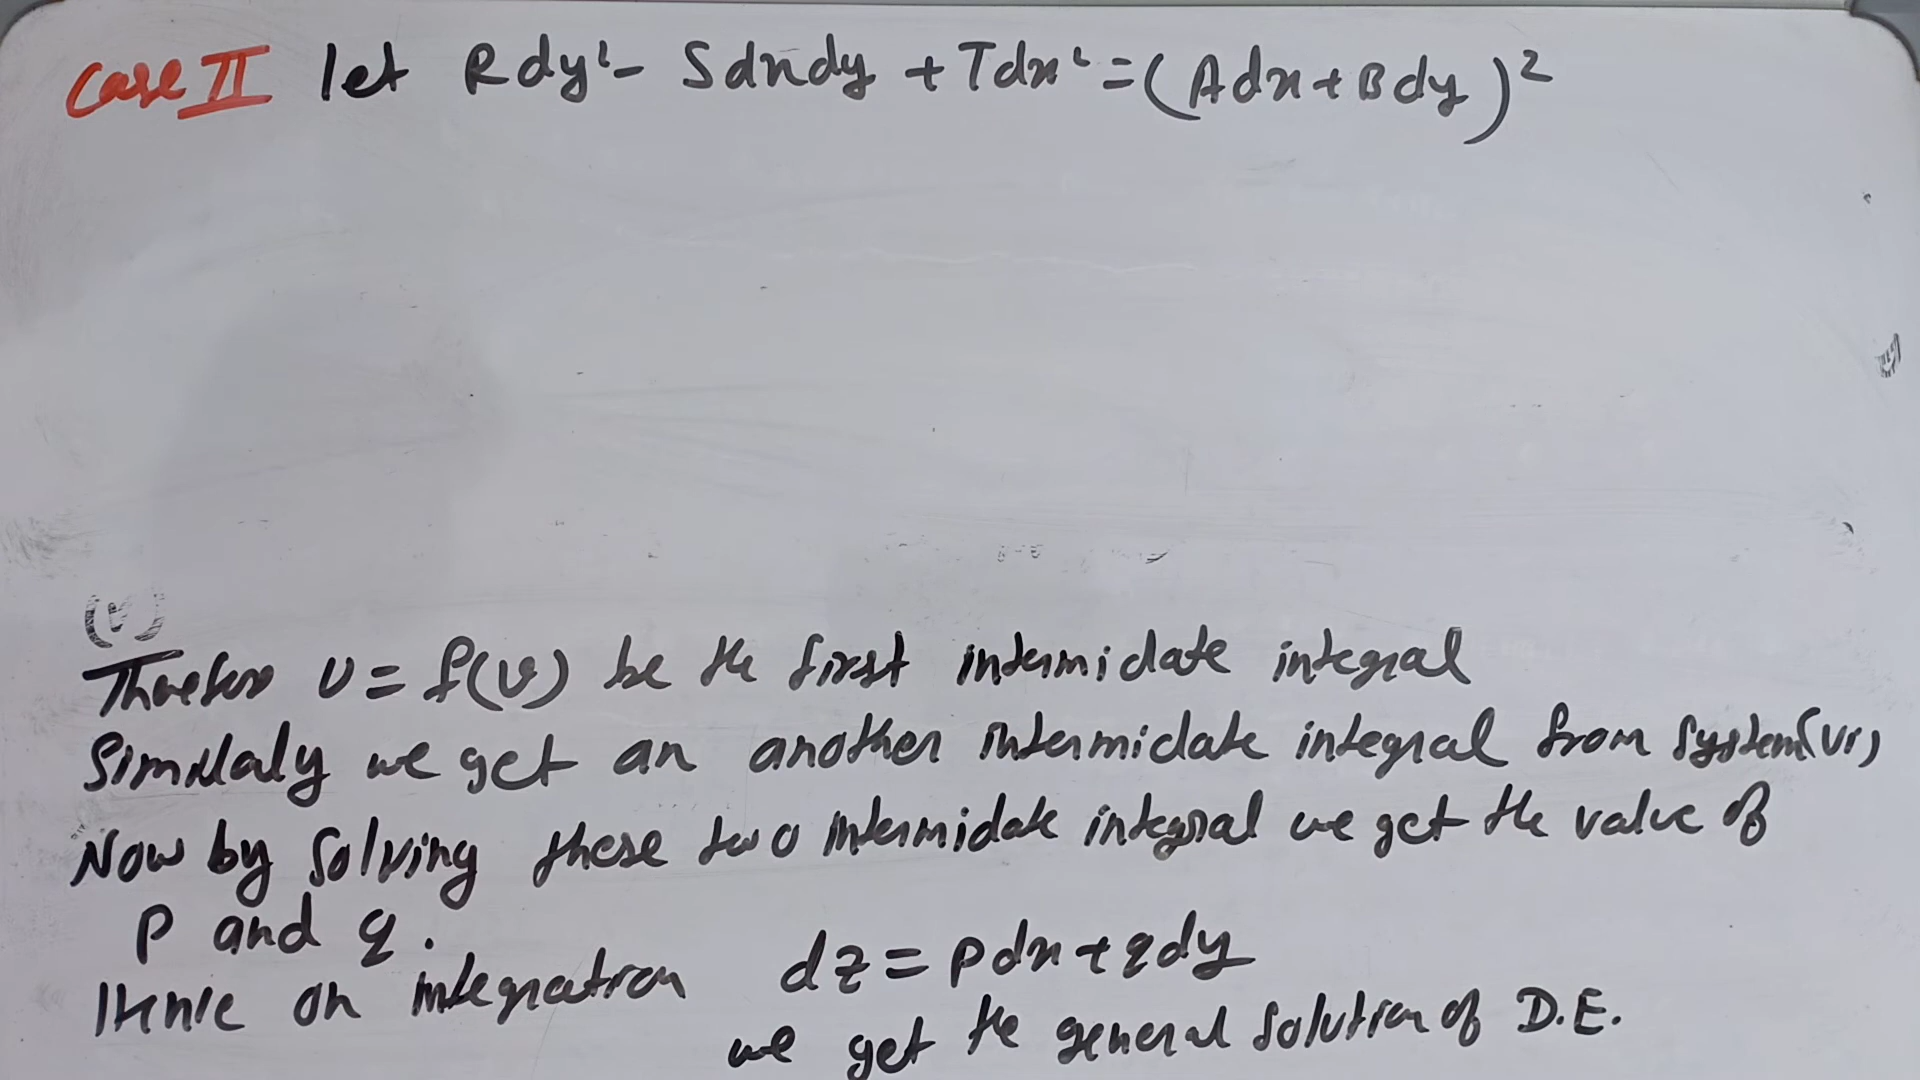 Case II let Rdy² - Sdxdy + Tdx² = (Adx + Bdy)²
Therefore U = f(v) be the first intermidate integral
Similaly we get an another intermidate integral from System(VI)
Now by Solving these two intermidate integral we get the value of
P and q.
Hence on integration dz = pdx + qdy
we get the general Solution of D.E.